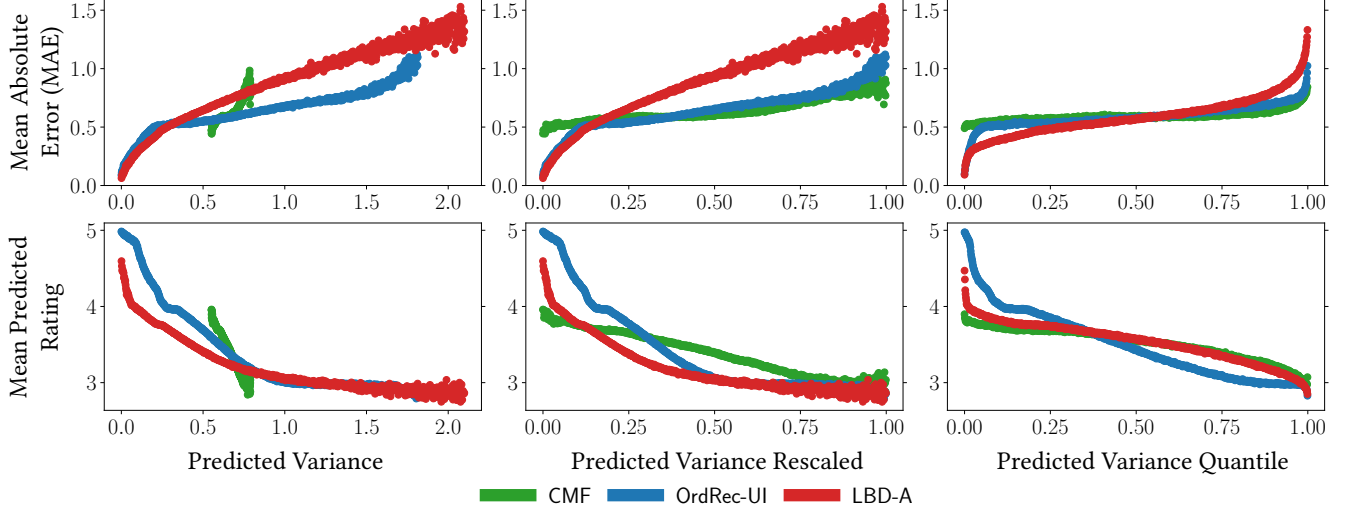 Mean Absolute
Error (MAE)
1.5
1.0
0.5
0.0
0.0 0.5 1.0 1.5 2.0
1.5
1.0
0.5
0.0
0.00 0.25 0.50 0.75 1.00
1.5
1.0
0.5
0.0
0.00 0.25 0.50 0.75 1.00
Mean Predicted
Rating
5
4
3
0.0 0.5 1.0 1.5 2.0
Predicted Variance
5
4
3
0.00 0.25 0.50 0.75 1.00
Predicted Variance Rescaled
5
4
3
0.00 0.25 0.50 0.75 1.00
Predicted Variance Quantile
CMF OrdRec-UI LBD-A